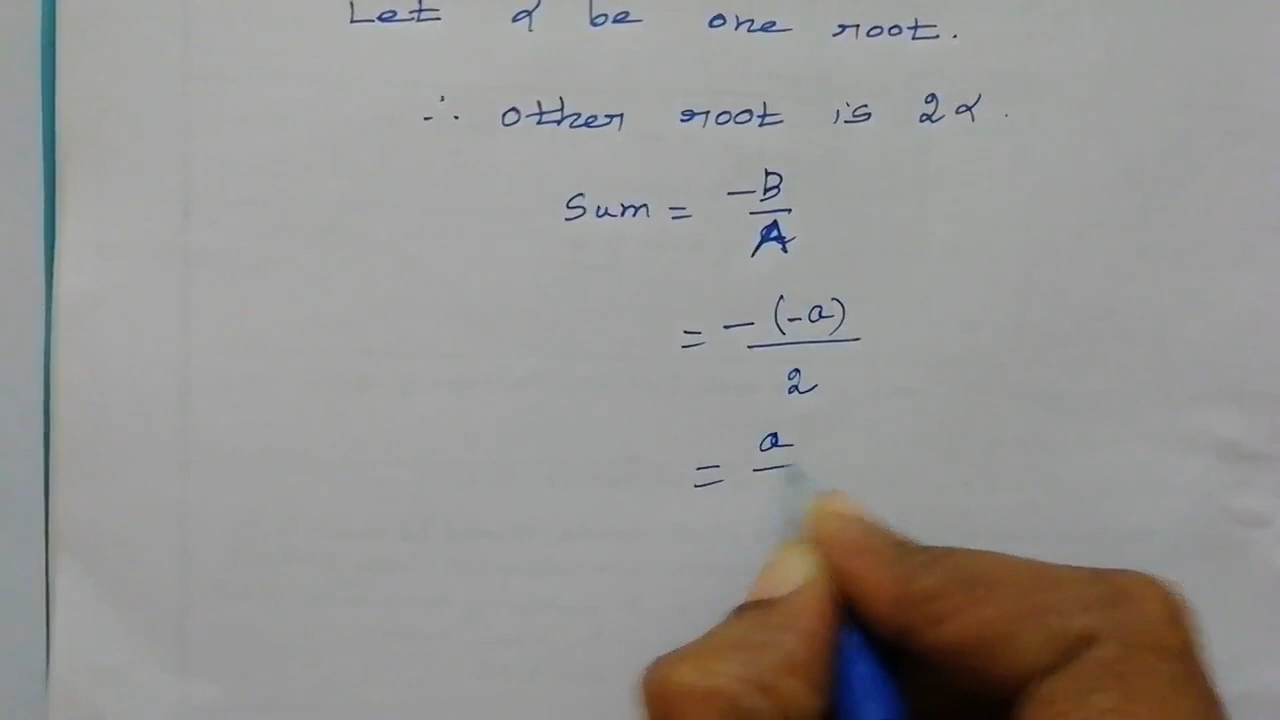 Let α be one root.
∴ other root is 2α.
Sum = -B/A
= -(-a)/2
= a/